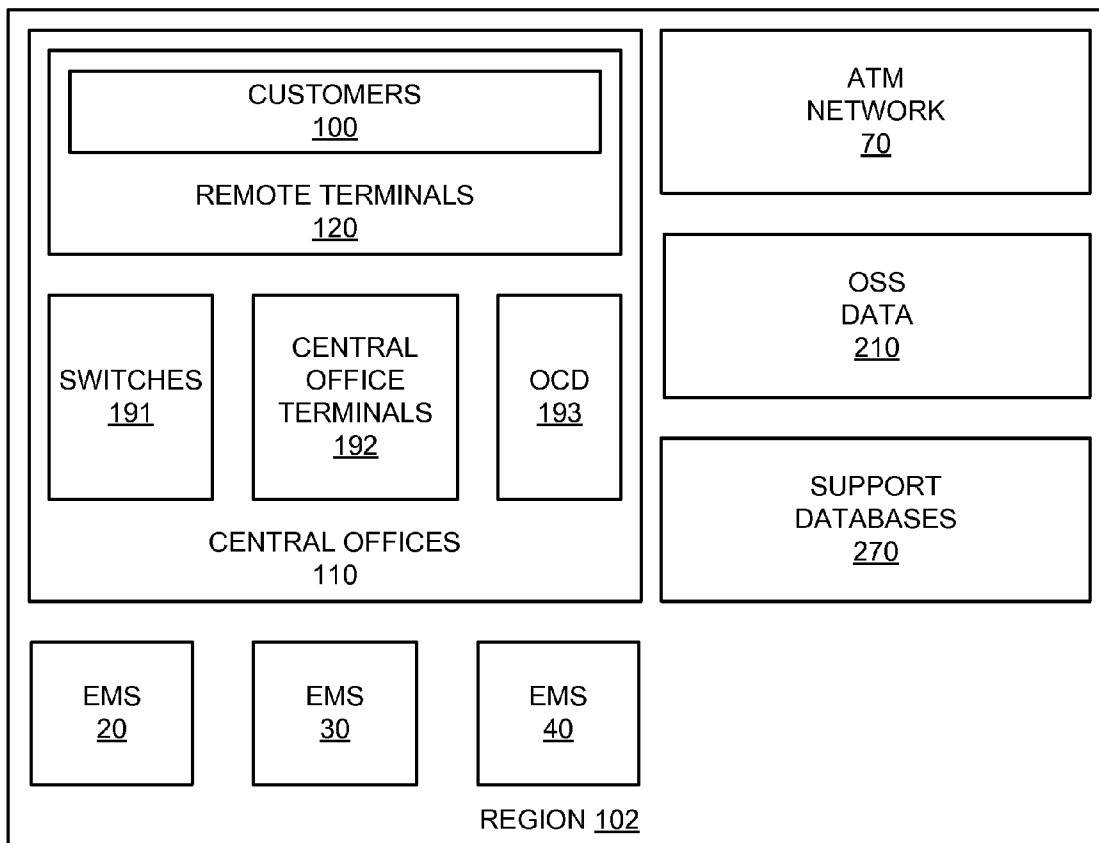 CUSTOMERS
100
REMOTE TERMINALS
120
SWITCHES
191
CENTRAL
OFFICE
TERMINALS
192
OCD
193
CENTRAL OFFICES
110
ATM
NETWORK
70
OSS
DATA
210
SUPPORT
DATABASES
270
EMS
20
EMS
30
EMS
40
REGION 102